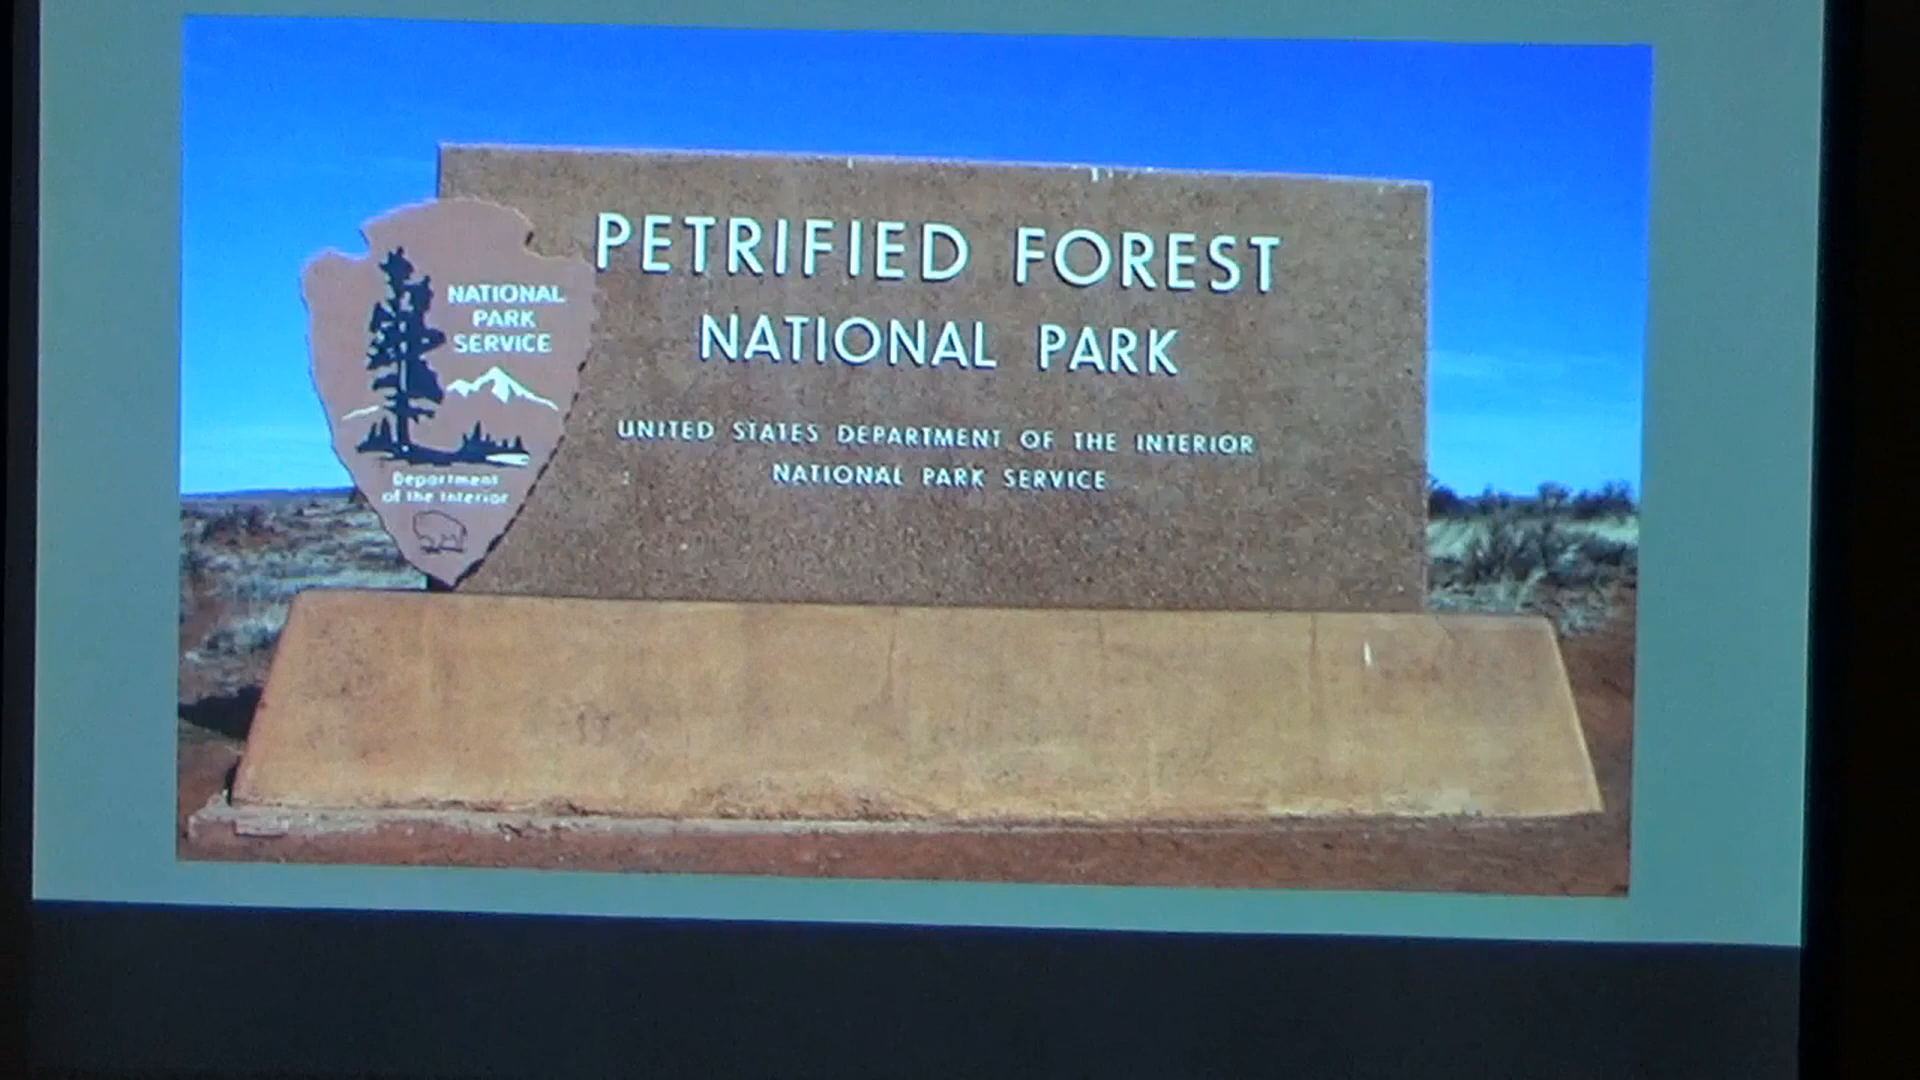 PETRIFIED FOREST
NATIONAL PARK
UNITED STATES DEPARTMENT OF THE INTERIOR
NATIONAL PARK SERVICE
NATIONAL
PARK
SERVICE
Department
of the Interior